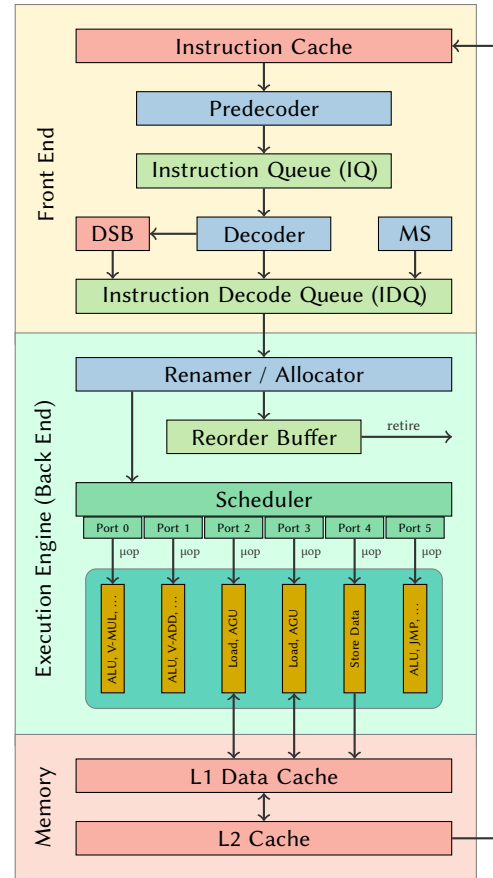 Front End
Instruction Cache
Predecoder
Instruction Queue (IQ)
DSB
Decoder
MS
Instruction Decode Queue (IDQ)
Execution Engine (Back End)
Renamer / Allocator
Reorder Buffer
retire
Scheduler
Port 0
Port 1
Port 2
Port 3
Port 4
Port 5
μop
μop
μop
μop
μop
μop
ALU, V-MUL, …
ALU, V-ADD, …
Load, AGU
Load, AGU
Store Data
ALU, JMP, …
Memory
L1 Data Cache
L2 Cache